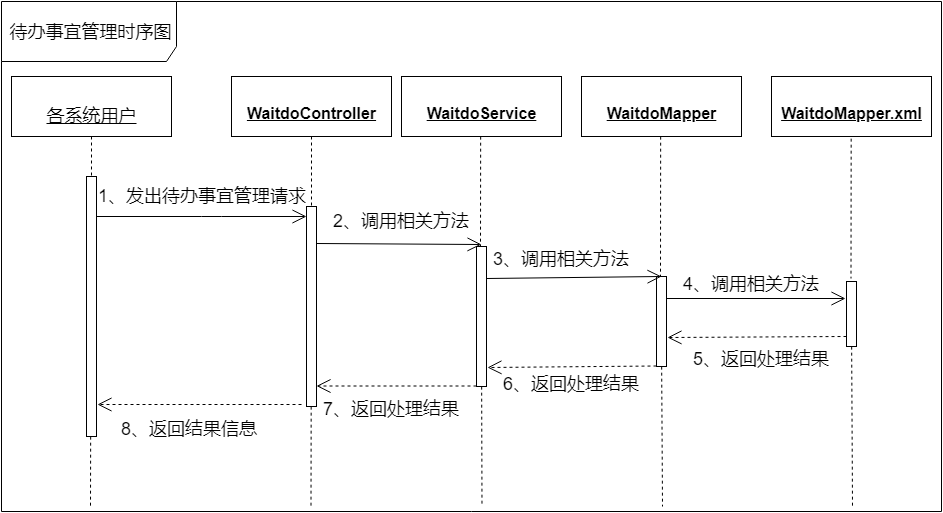 待办事宜管理时序图
各系统用户
WaitdoController
WaitdoService
WaitdoMapper
WaitdoMapper.xml
1、发出待办事宜管理请求
2、调用相关方法
3、调用相关方法
4、调用相关方法
5、返回处理结果
6、返回处理结果
7、返回处理结果
8、返回结果信息